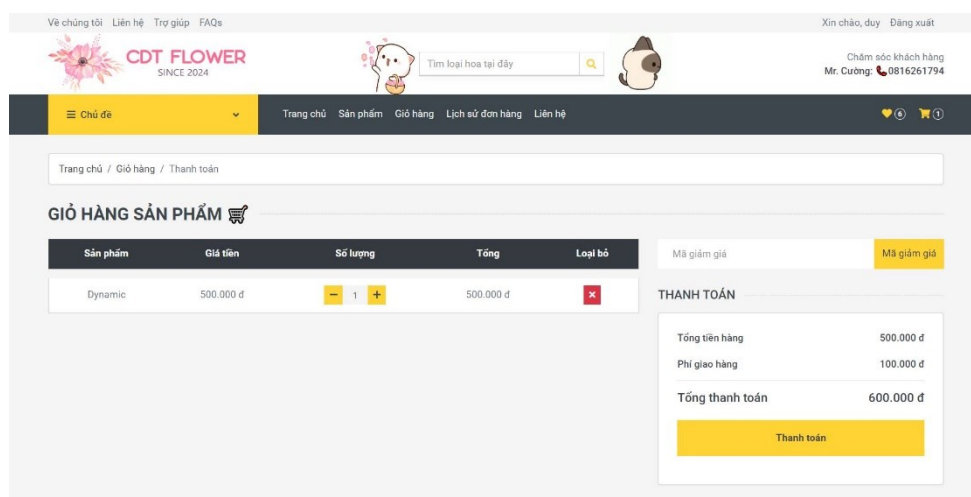 Về chúng tôi Liên hệ Trợ giúp FAQs Xin chào, duy Đăng xuất
CDT FLOWER
SINCE 2024
Tìm loại hoa tại đây
Chăm sóc khách hàng
Mr. Cường: 0816261794
Chủ đề Trang chủ Sản phẩm Giỏ hàng Lịch sử đơn hàng Liên hệ 6 1
Trang chủ / Giỏ hàng / Thanh toán
GIỎ HÀNG SẢN PHẨM
Sản phẩm Giá tiền Số lượng Tổng Loại bỏ
Dynamic 500.000 đ 1 500.000 đ
Mã giảm giá Mã giảm giá
THANH TOÁN
Tổng tiền hàng 500.000 đ
Phí giao hàng 100.000 đ
Tổng thanh toán 600.000 đ
Thanh toán